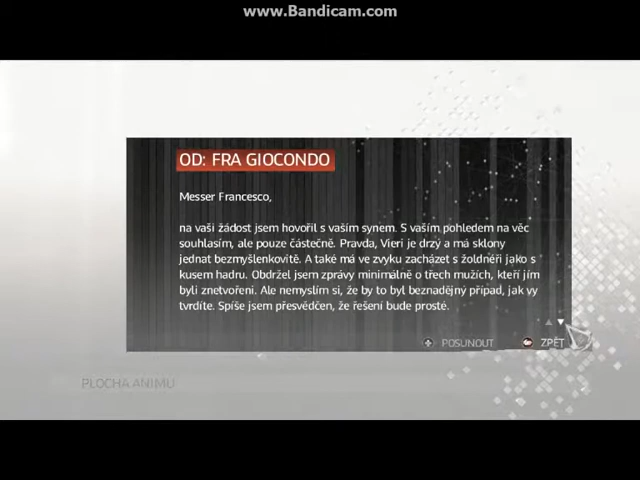 www.Bandicam.com
OD: FRA GIOCONDO
Messer Francesco,
na vaši žádost jsem hovořil s vaším synem. S vaším pohledem na věc
souhlasím, ale pouze částečně. Pravda, Vieri je drzý a má sklony
jednat bezmyšlenkovitě. A také má ve zvyku zacházet s žoldnéři jako s
kusem hadru. Obdržel jsem zprávy minimálně o třech mužích, kteří jím
byli znetvořeni. Ale nemyslím si, že by to byl beznadějný případ, jak vy
tvrdíte. Spíše jsem přesvědčen, že řešení bude prosté.
POSUNOUT ZPĚT
PLOCHA ANIMU